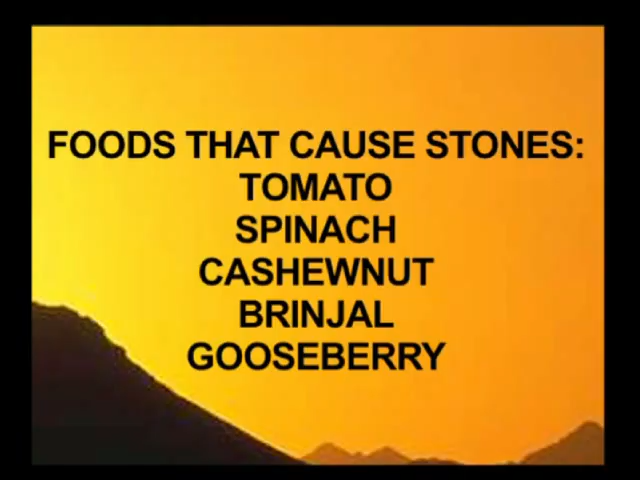 FOODS THAT CAUSE STONES:
TOMATO
SPINACH
CASHEWNUT
BRINJAL
GOOSEBERRY